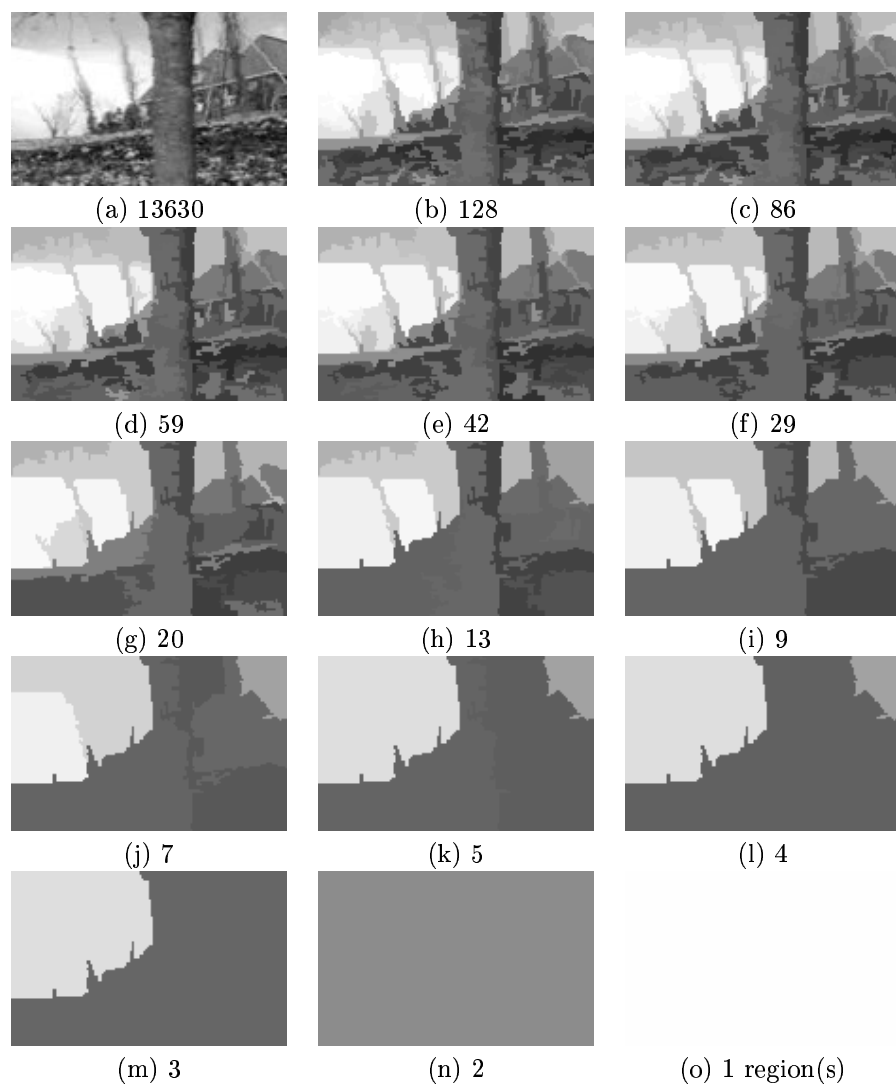 (a) 13630
(b) 128
(c) 86
(d) 59
(e) 42
(f) 29
(g) 20
(h) 13
(i) 9
(j) 7
(k) 5
(l) 4
(m) 3
(n) 2
(o) 1 region(s)